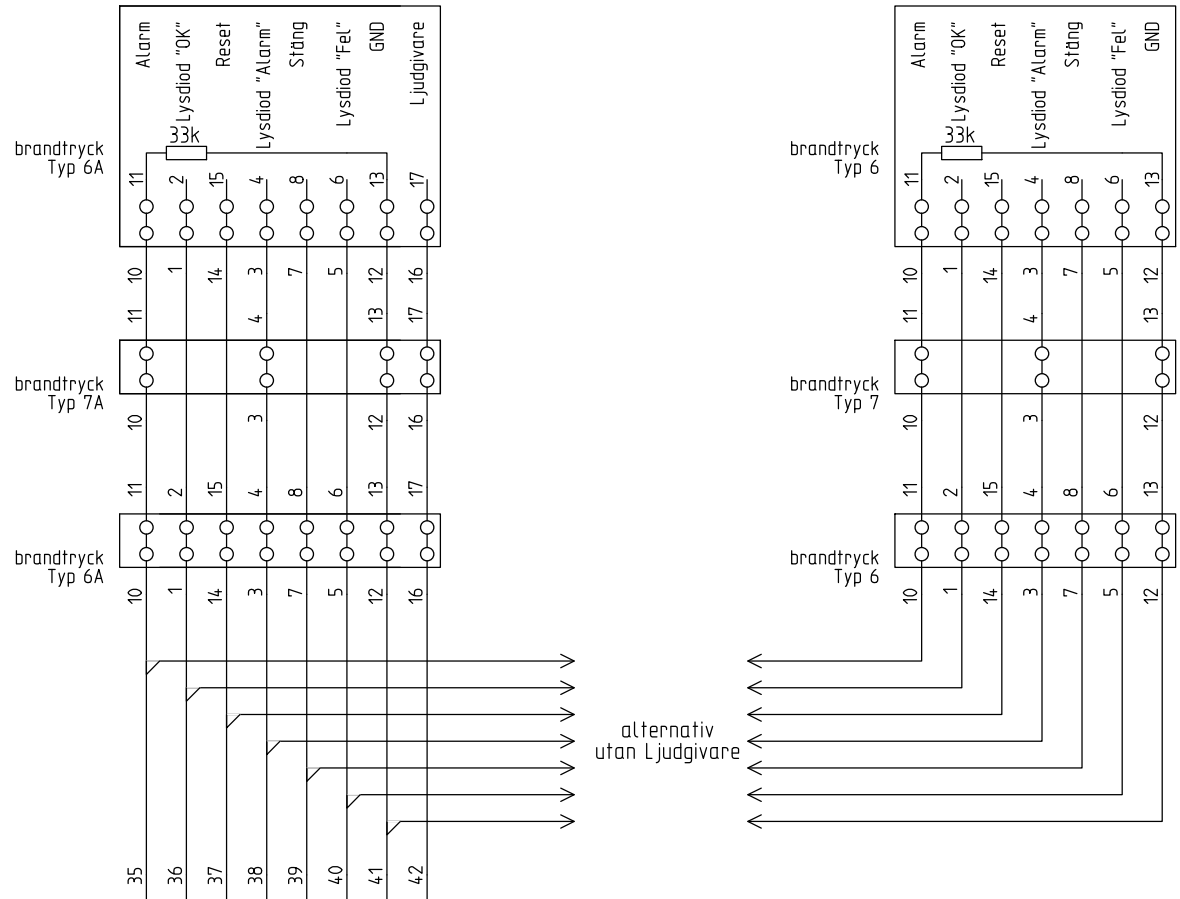 Alarm
Lysdiod "OK"
Reset
Lysdiod "Alarm"
Stäng
Lysdiod "Fel"
GND
Ljudgivare
33k
brandtryck
Typ 6A
11 2 15 4 8 6 13 17
10 1 14 3 7 5 12 16
11 4 13 17
brandtryck
Typ 7A
10 3 12 16
11 2 15 4 8 6 13 17
brandtryck
Typ 6A
10 1 14 3 7 5 12 16
35 36 37 38 39 40 41 42
alternativ
utan Ljudgivare
Alarm
Lysdiod "OK"
Reset
Lysdiod "Alarm"
Stäng
Lysdiod "Fel"
GND
33k
brandtryck
Typ 6
11 2 15 4 8 6 13
10 1 14 3 7 5 12
11 4 13
brandtryck
Typ 7
10 3 12
11 2 15 4 8 6 13
brandtryck
Typ 6
10 1 14 3 7 5 12